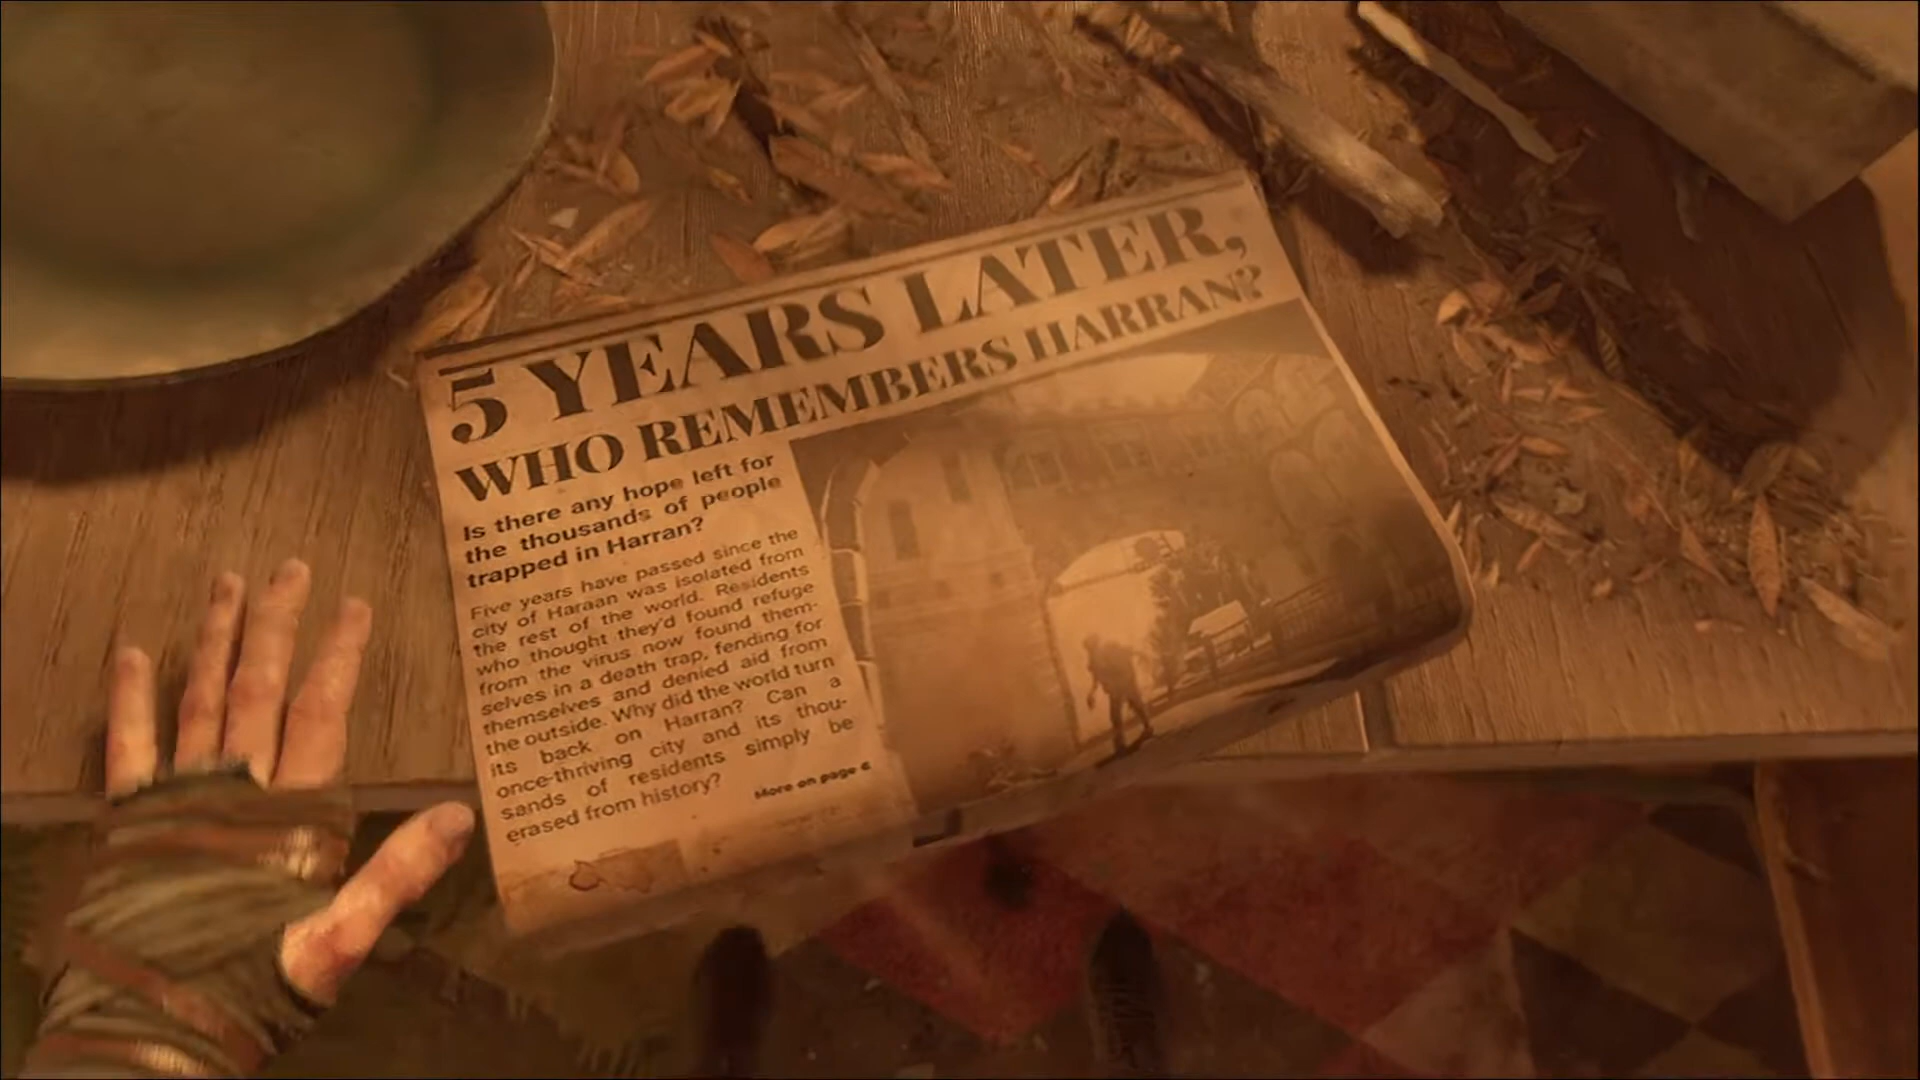 5 YEARS LATER,
WHO REMEMBERS HARRAN?
Is there any hope left for
the thousands of people
trapped in Harran?
Five years have passed since the
city of Haraan was isolated from
the rest of the world. Residents
who thought they'd found refuge
from the virus now found them-
selves in a death trap, fending for
themselves and denied aid from
the outside. Why did the world turn
its back on Harran? Can a
once-thriving city and its thou-
sands of residents simply be
erased from history?
More on page 6